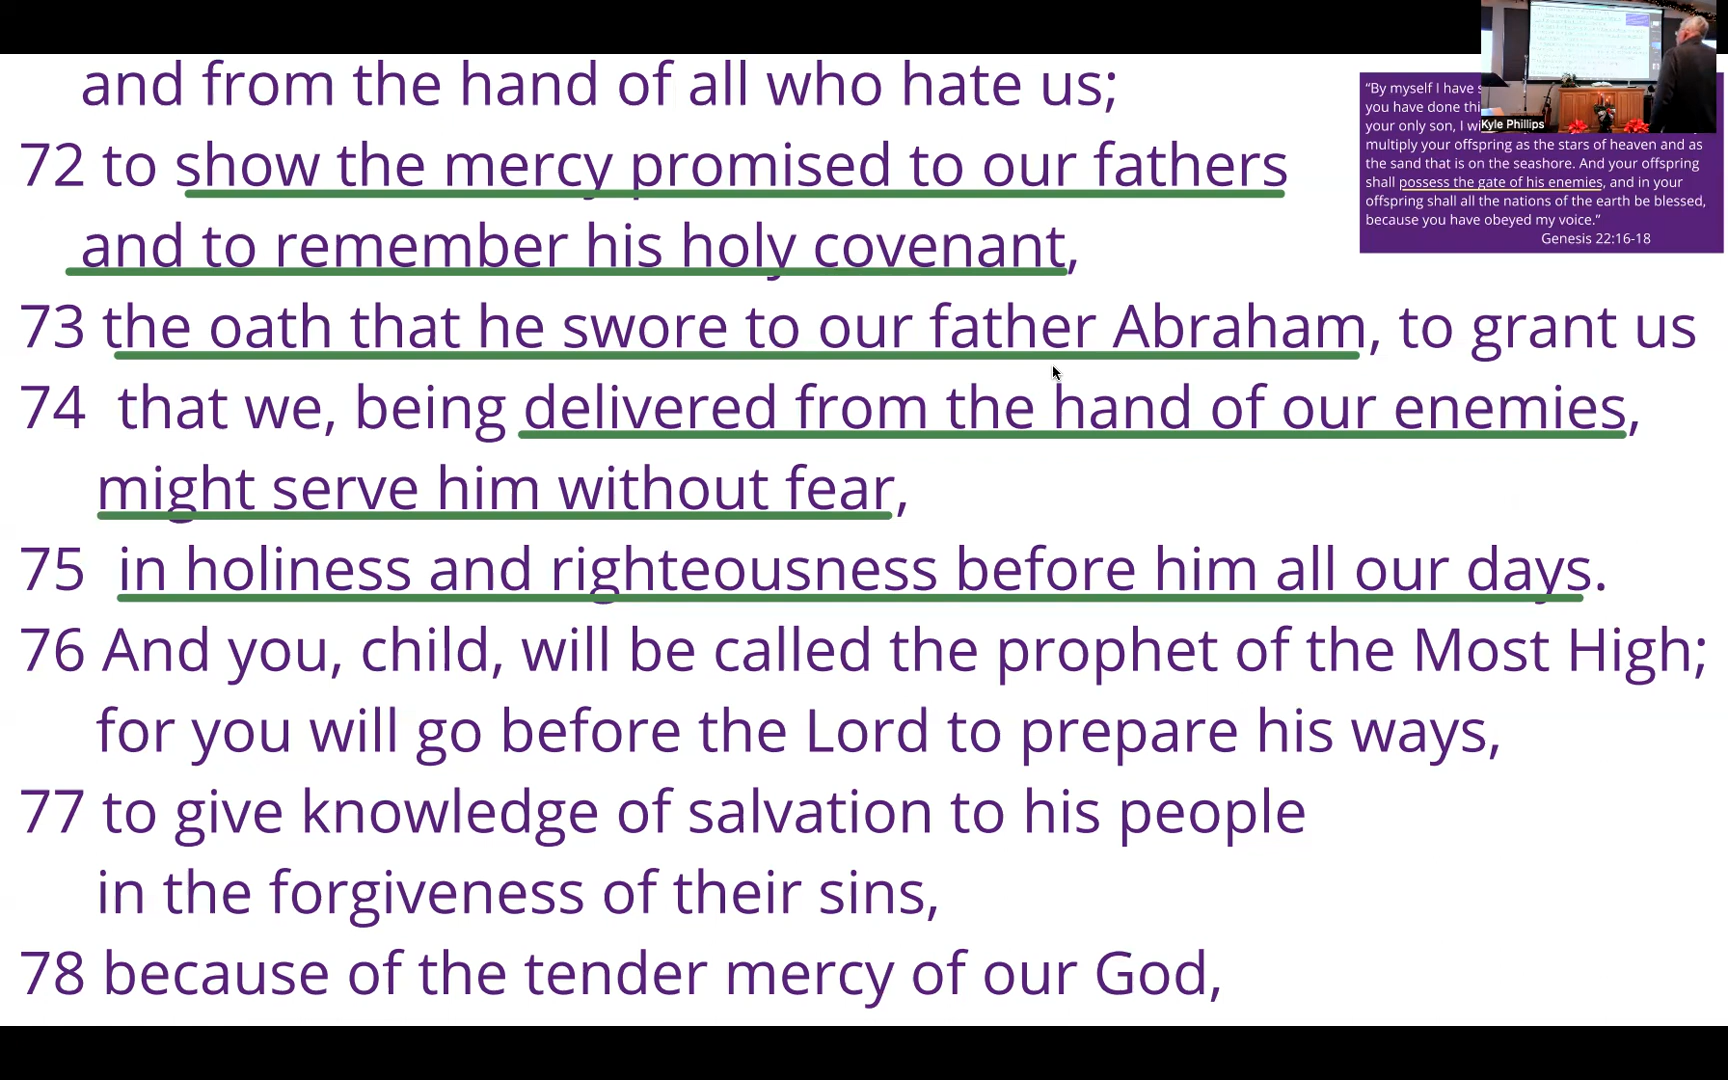 and from the hand of all who hate us;
72 to show the mercy promised to our fathers
and to remember his holy covenant,
73 the oath that he swore to our father Abraham, to grant us
74 that we, being delivered from the hand of our enemies,
might serve him without fear,
75 in holiness and righteousness before him all our days.
76 And you, child, will be called the prophet of the Most High;
for you will go before the Lord to prepare his ways,
77 to give knowledge of salvation to his people
in the forgiveness of their sins,
78 because of the tender mercy of our God,
“By myself I have
you have done
your only son, I
multiply your offspring as the stars of heaven and as
the sand that is on the seashore. And your offspring
shall possess the gate of his enemies, and in your
offspring shall all the nations of the earth be blessed,
because you have obeyed my voice.”
Genesis 22:16-18
Kyle Phillips